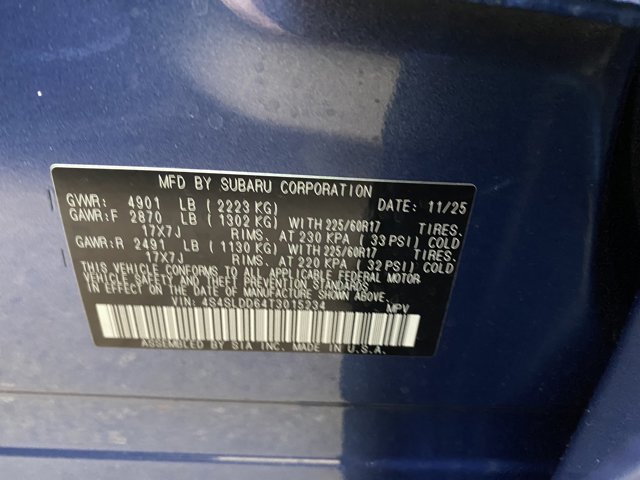 MFD BY SUBARU CORPORATION
GVWR: 4901 LB (2223 KG) DATE: 11/25
GAWR:F 2870 LB (1302 KG) WITH 225/60R17 TIRES.
17X7J RIMS. AT 230 KPA (33 PSI) COLD
GAWR:R 2491 LB (1130 KG) WITH 225/60R17 TIRES.
17X7J RIMS. AT 220 KPA (32 PSI) COLD
THIS VEHICLE CONFORMS TO ALL APPLICABLE FEDERAL MOTOR
VEHICLE SAFETY AND THEFT PREVENTION STANDARDS
IN EFFECT ON THE DATE OF MANUFACTURE SHOWN ABOVE.
VIN: 4S4SLDD64T3015234 MPV
ASSEMBLED BY SIA INC. MADE IN U.S.A.